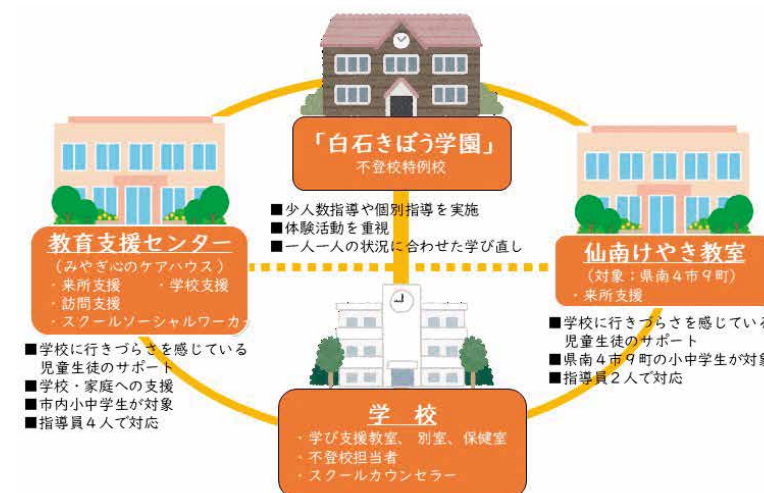 「白石きぼう学園」
不登校特例校
■少人数指導や個別指導を実施
■体験活動を重視
■一人一人の状況に合わせた学び直し
教育支援センター
(みやぎ心のケアハウス)
・来所支援　・学校支援
・訪問支援
・スクールソーシャルワーカー
■学校に行きづらさを感じている
児童生徒のサポート
■学校・家庭への支援
■市内小中学生が対象
■指導員4人で対応
仙南けやき教室
(対象:県南4市9町)
・来所支援
■学校に行きづらさを感じている
児童生徒のサポート
■県南4市9町の小中学生が対象
■指導員2人で対応
学　校
・学び支援教室、別室、保健室
・不登校担当者
・スクールカウンセラー